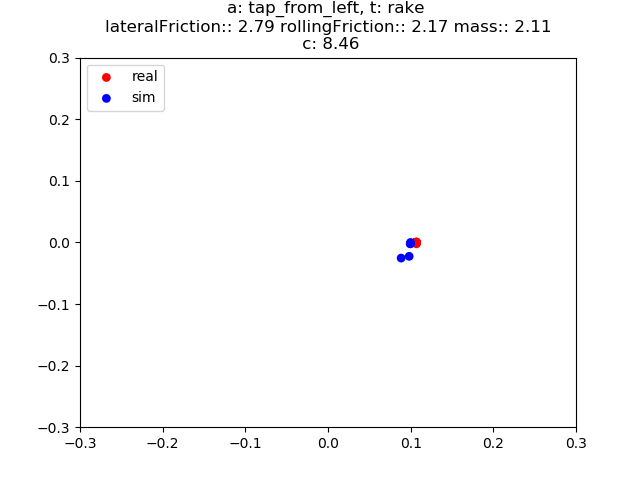 a: tap_from_left, t: rake
lateralFriction:: 2.79 rollingFriction:: 2.17 mass:: 2.11
c: 8.46
real
sim
0.3
0.2
0.1
0.0
−0.1
−0.2
−0.3
−0.3
−0.2
−0.1
0.0
0.1
0.2
0.3